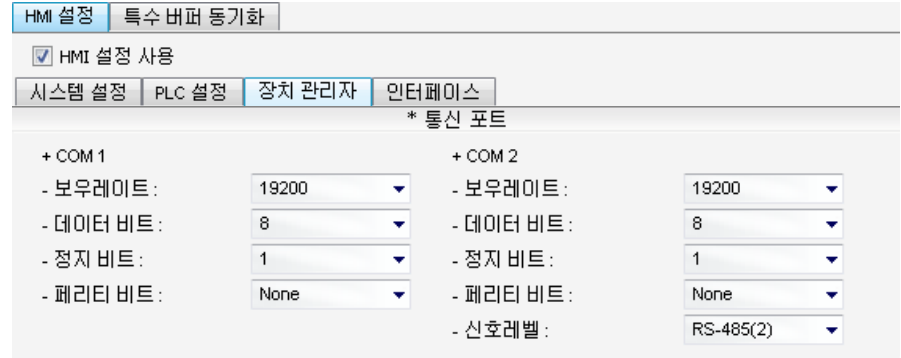 HMI 설정 특수 버퍼 동기화
HMI 설정 사용
시스템 설정 PLC 설정 장치 관리자 인터페이스
* 통신 포트
+ COM 1 + COM 2
- 보우레이트 : 19200 - 보우레이트 : 19200
- 데이터 비트 : 8 - 데이터 비트 : 8
- 정지 비트 : 1 - 정지 비트 : 1
- 페리티 비트 : None - 페리티 비트 : None
- 신호레벨 : RS-485(2)